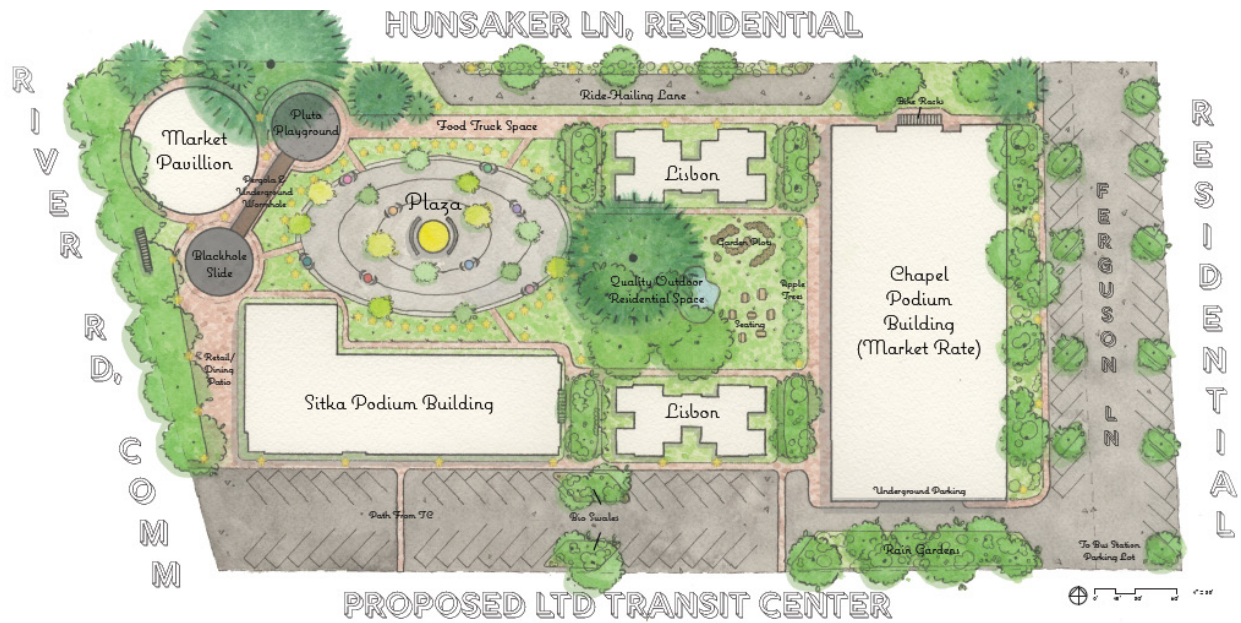 HUNSAKER LN, RESIDENTIAL
RIVER RD, COMM
RESIDENTIAL
Ride-Hailing Lane
Bike Racks
Pluto
Playground
Food Truck Space
Market
Pavillion
Lisbon
Pergola &
Underground
Wormhole
Plaza
FERGUSON LN
Garden Plots
Blackhole
Slide
Quality Outdoor
Residential Space
Apple
Trees
Chapel
Podium
Building
(Market Rate)
Seating
Retail/
Dining
Patio
Sitka Podium Building
Lisbon
Underground Parking
Path From TC
Bio Swales
Rain Gardens
To Bus Station
Parking Lot
PROPOSED LTD TRANSIT CENTER